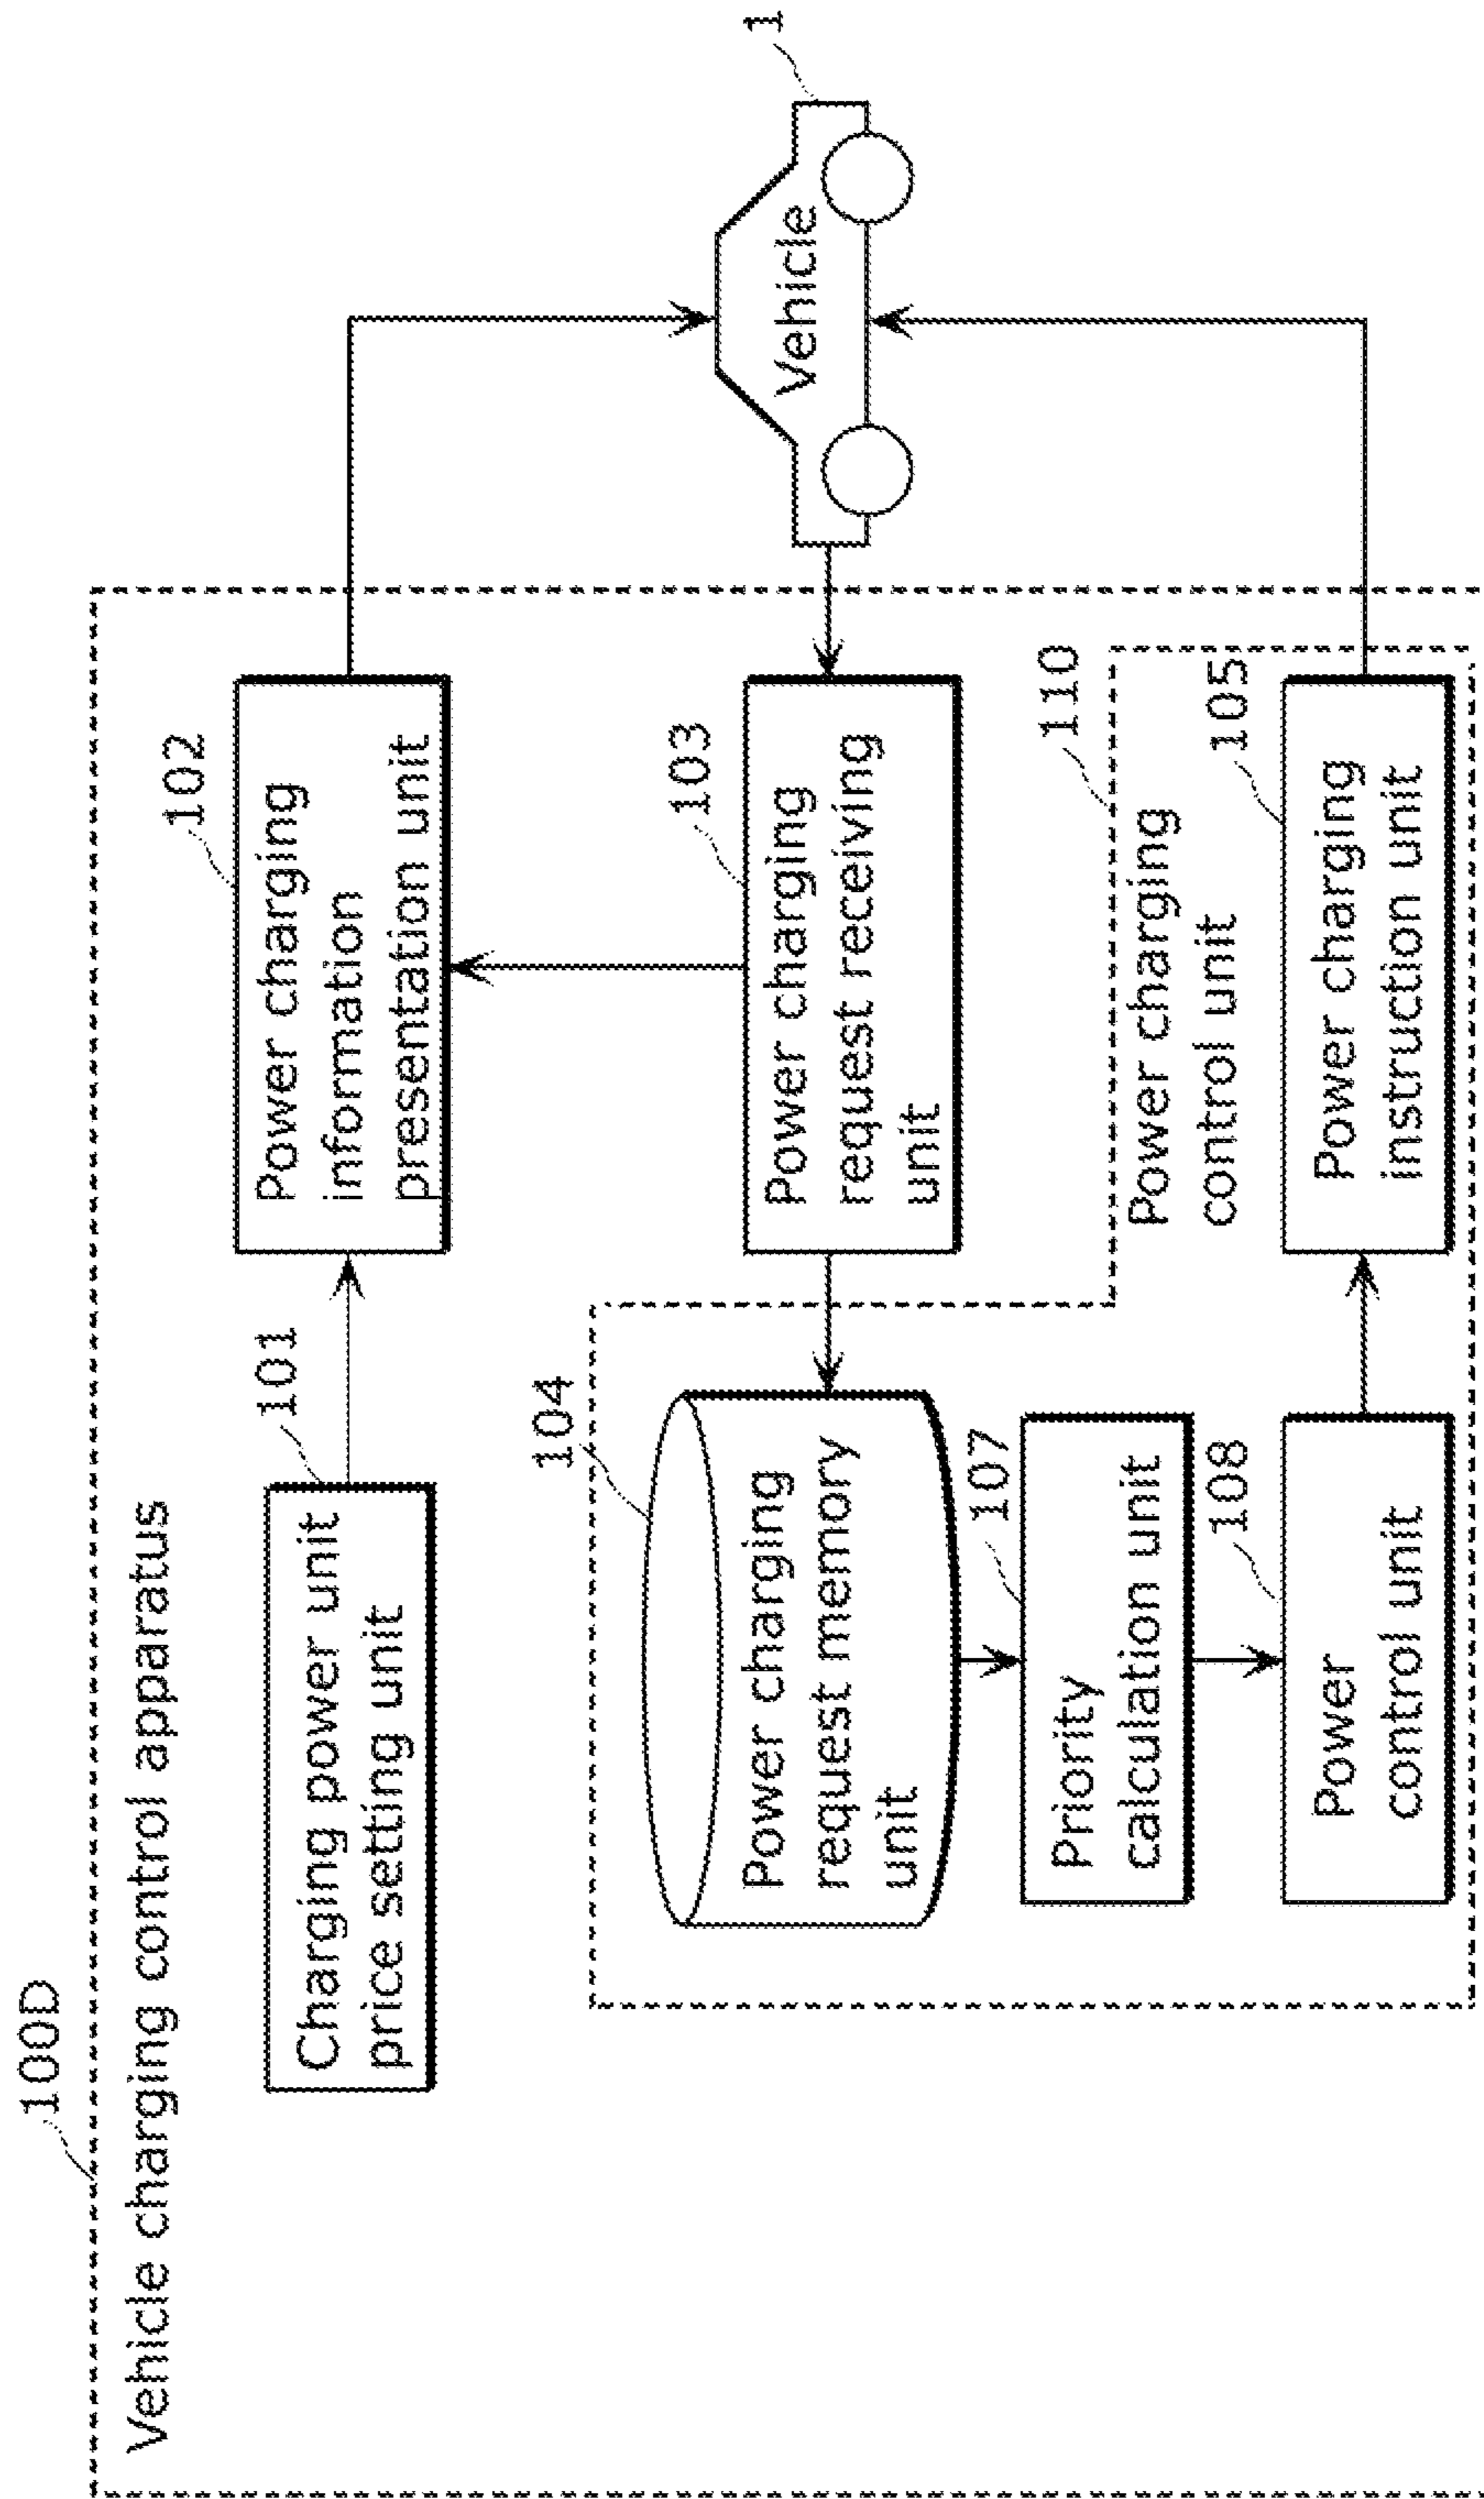 100D
Vehicle charging control apparatus
101
Charging power unit
price setting unit
102
Power charging
information
presentation unit
1
Vehicle
103
Power charging
request receiving
unit
104
Power charging
request memory
unit
110
Power charging
control unit
107
Priority
calculation unit
108
Power
control unit
105
Power charging
instruction unit